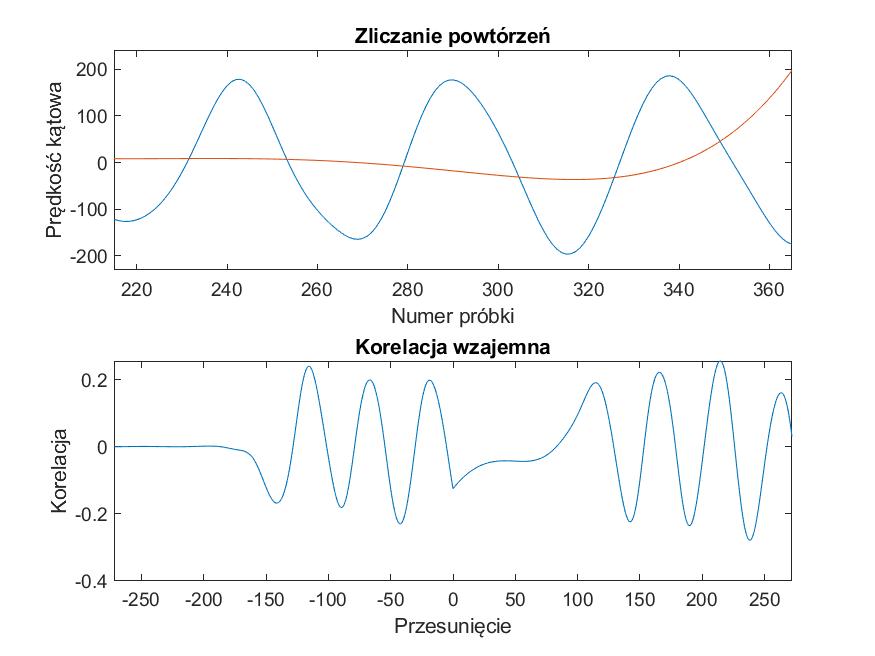 Zliczanie powtórzeń
200
100
0
-100
-200
Prędkość kątowa
220 240 260 280 300 320 340 360
Numer próbki
Korelacja wzajemna
0.2
0
-0.2
-0.4
Korelacja
-250 -200 -150 -100 -50 0 50 100 150 200 250
Przesunięcie